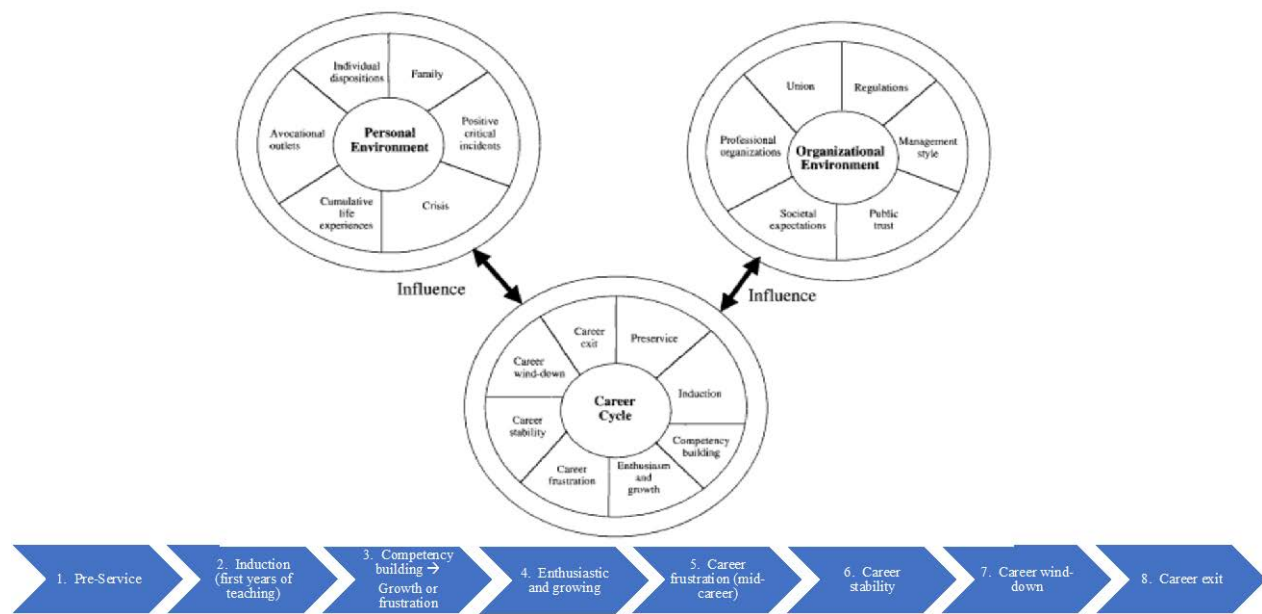 Individual
dispositions
Family
Positive
critical
incidents
Crisis
Cumulative
life
experiences
Avocational
outlets
Personal
Environment
Union
Regulations
Management
style
Public
trust
Societal
expectations
Professional
organizations
Organizational
Environment
Influence
Influence
Career
exit
Preservice
Induction
Competency
building
Enthusiasm
and
growth
Career
frustration
Career
stability
Career
wind-down
Career
Cycle
1. Pre-Service
2. Induction
(first years of
teaching)
3. Competency
building →
Growth or
frustration
4. Enthusiastic
and growing
5. Career
frustration (mid-
career)
6. Career
stability
7. Career wind-
down
8. Career exit